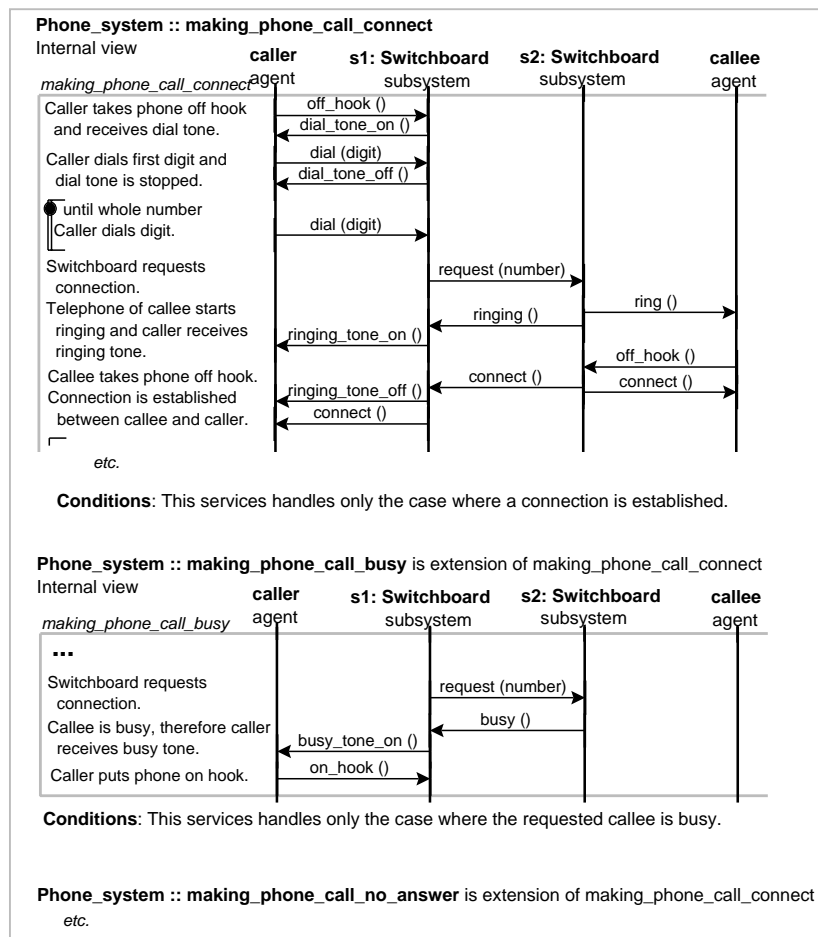 Phone_system :: making_phone_call_connect
Internal view
caller s1: Switchboard s2: Switchboard callee
making_phone_call_connect agent subsystem subsystem agent
Caller takes phone off hook off_hook ()
and receives dial tone. dial_tone_on ()
Caller dials first digit and dial (digit)
dial tone is stopped. dial_tone_off ()
until whole number
Caller dials digit. dial (digit)
Switchboard requests request (number)
connection.
Telephone of callee starts ring ()
ringing and caller receives ringing ()
ringing tone. ringing_tone_on ()
off_hook ()
Callee takes phone off hook. connect () connect ()
Connection is established ringing_tone_off ()
between callee and caller. connect ()
etc.
Conditions: This services handles only the case where a connection is established.
Phone_system :: making_phone_call_busy is extension of making_phone_call_connect
Internal view
caller s1: Switchboard s2: Switchboard callee
making_phone_call_busy agent subsystem subsystem agent
...
Switchboard requests request (number)
connection.
Callee is busy, therefore caller busy ()
receives busy tone. busy_tone_on ()
Caller puts phone on hook. on_hook ()
Conditions: This services handles only the case where the requested callee is busy.
Phone_system :: making_phone_call_no_answer is extension of making_phone_call_connect
etc.